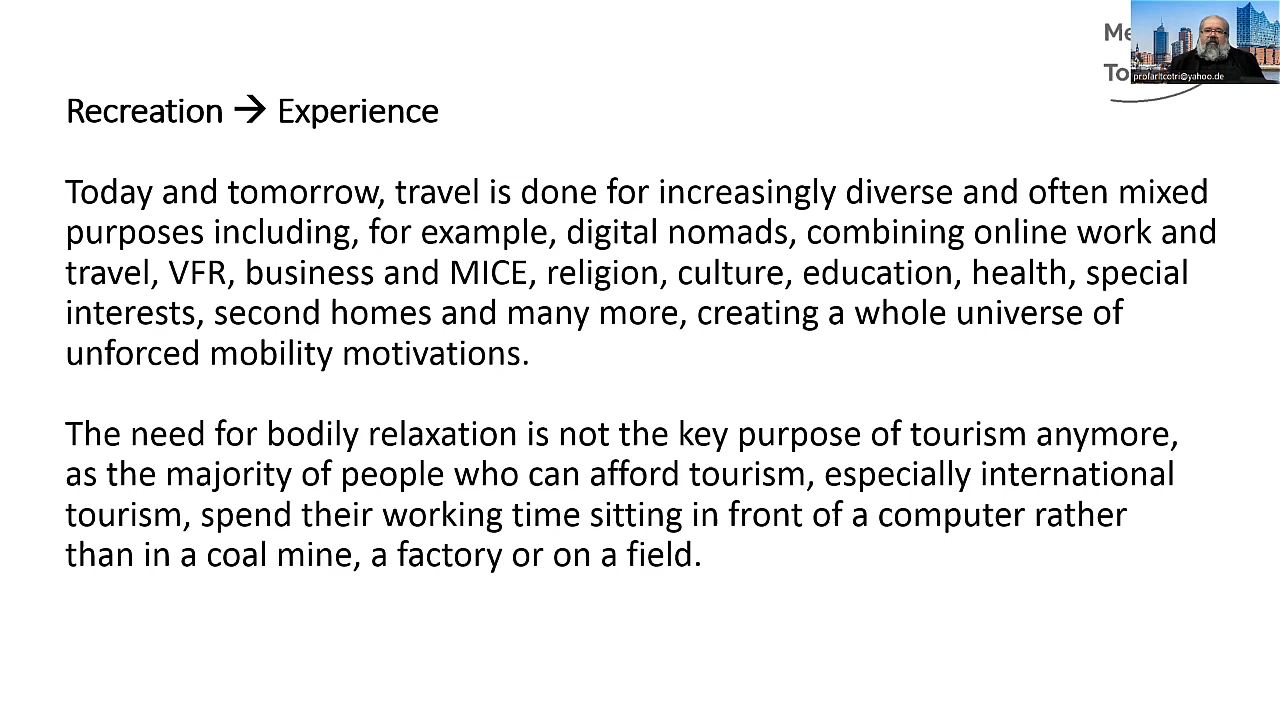 Recreation → Experience
Today and tomorrow, travel is done for increasingly diverse and often mixed
purposes including, for example, digital nomads, combining online work and
travel, VFR, business and MICE, religion, culture, education, health, special
interests, second homes and many more, creating a whole universe of
unforced mobility motivations.
The need for bodily relaxation is not the key purpose of tourism anymore,
as the majority of people who can afford tourism, especially international
tourism, spend their working time sitting in front of a computer rather
than in a coal mine, a factory or on a field.
profarltcotri@yahoo.de